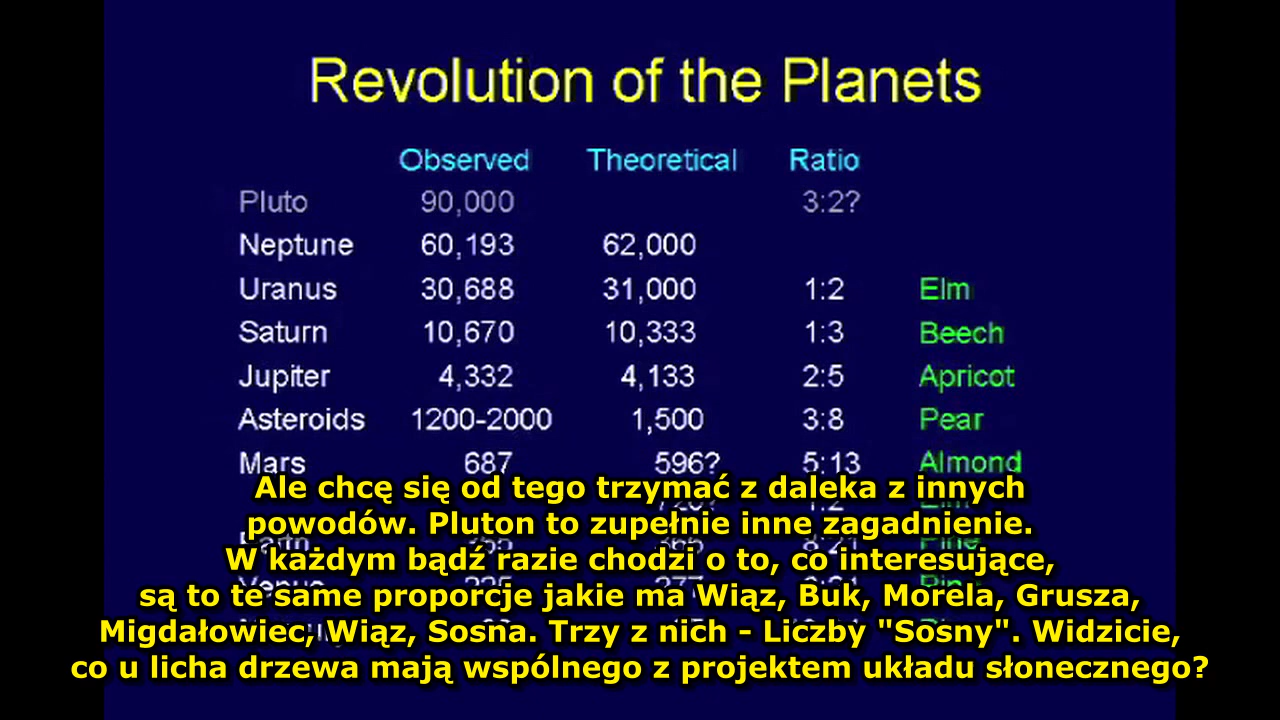 Revolution of the Planets
Observed Theoretical Ratio
Pluto 90,000 3:2?
Neptune 60,193 62,000
Uranus 30,688 31,000 1:2 Elm
Saturn 10,670 10,333 1:3 Beech
Jupiter 4,332 4,133 2:5 Apricot
Asteroids 1200-2000 1,500 3:8 Pear
Mars 687 596? 5:13 Almond
Ale chcę się od tego trzymać z daleka z innych
powodów. Pluton to zupełnie inne zagadnienie.
W każdym bądź razie chodzi o to, co interesujące,
są to te same proporcje jakie ma Wiąz, Buk, Morela, Grusza,
Migdałowiec, Wiąz, Sosna. Trzy z nich - Liczby "Sosny". Widzicie,
co u licha drzewa mają wspólnego z projektem układu słonecznego?